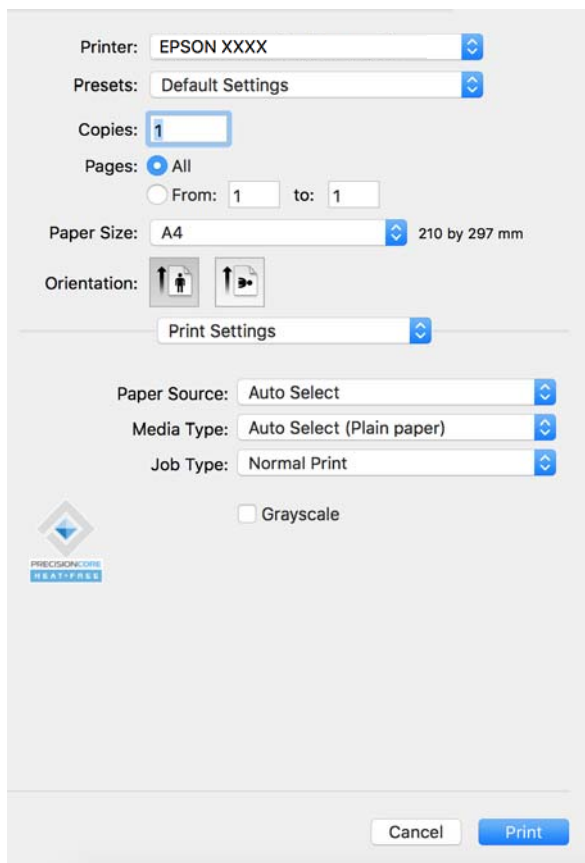 Printer: EPSON XXXX
Presets: Default Settings
Copies: 1
Pages: All
From: 1 to: 1
Paper Size: A4 210 by 297 mm
Orientation:
Print Settings
Paper Source: Auto Select
Media Type: Auto Select (Plain paper)
Job Type: Normal Print
Grayscale
PRECISIONCORE
HEAT-FREE
Cancel Print